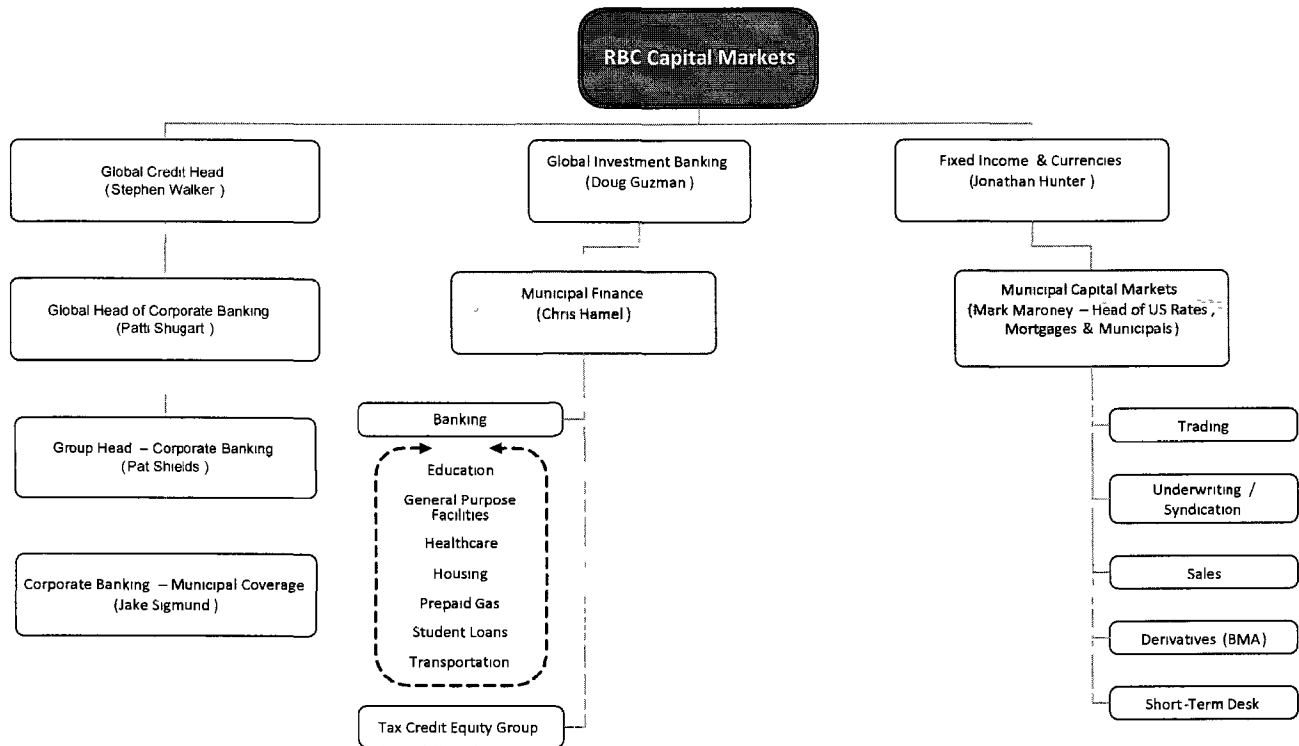 RBC Capital Markets
Global Credit Head
(Stephen Walker )
Global Head of Corporate Banking
(Patti Shugart)
Group Head – Corporate Banking
(Pat Shields )
Corporate Banking – Municipal Coverage
(Jake Sigmund )
Global Investment Banking
(Doug Guzman )
Municipal Finance
(Chris Hamel )
Banking
Education
General Purpose
Facilities
Healthcare
Housing
Prepaid Gas
Student Loans
Transportation
Tax Credit Equity Group
Fixed Income & Currencies
(Jonathan Hunter )
Municipal Capital Markets
(Mark Maroney – Head of US Rates ,
Mortgages & Municipals )
Trading
Underwriting /
Syndication
Sales
Derivatives (BMA)
Short-Term Desk